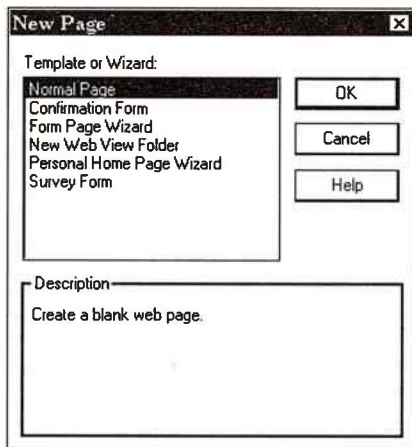 New Page
Template or Wizard:
Normal Page
Confirmation Form
Form Page Wizard
New Web View Folder
Personal Home Page Wizard
Survey Form
OK
Cancel
Help
Description
Create a blank web page.